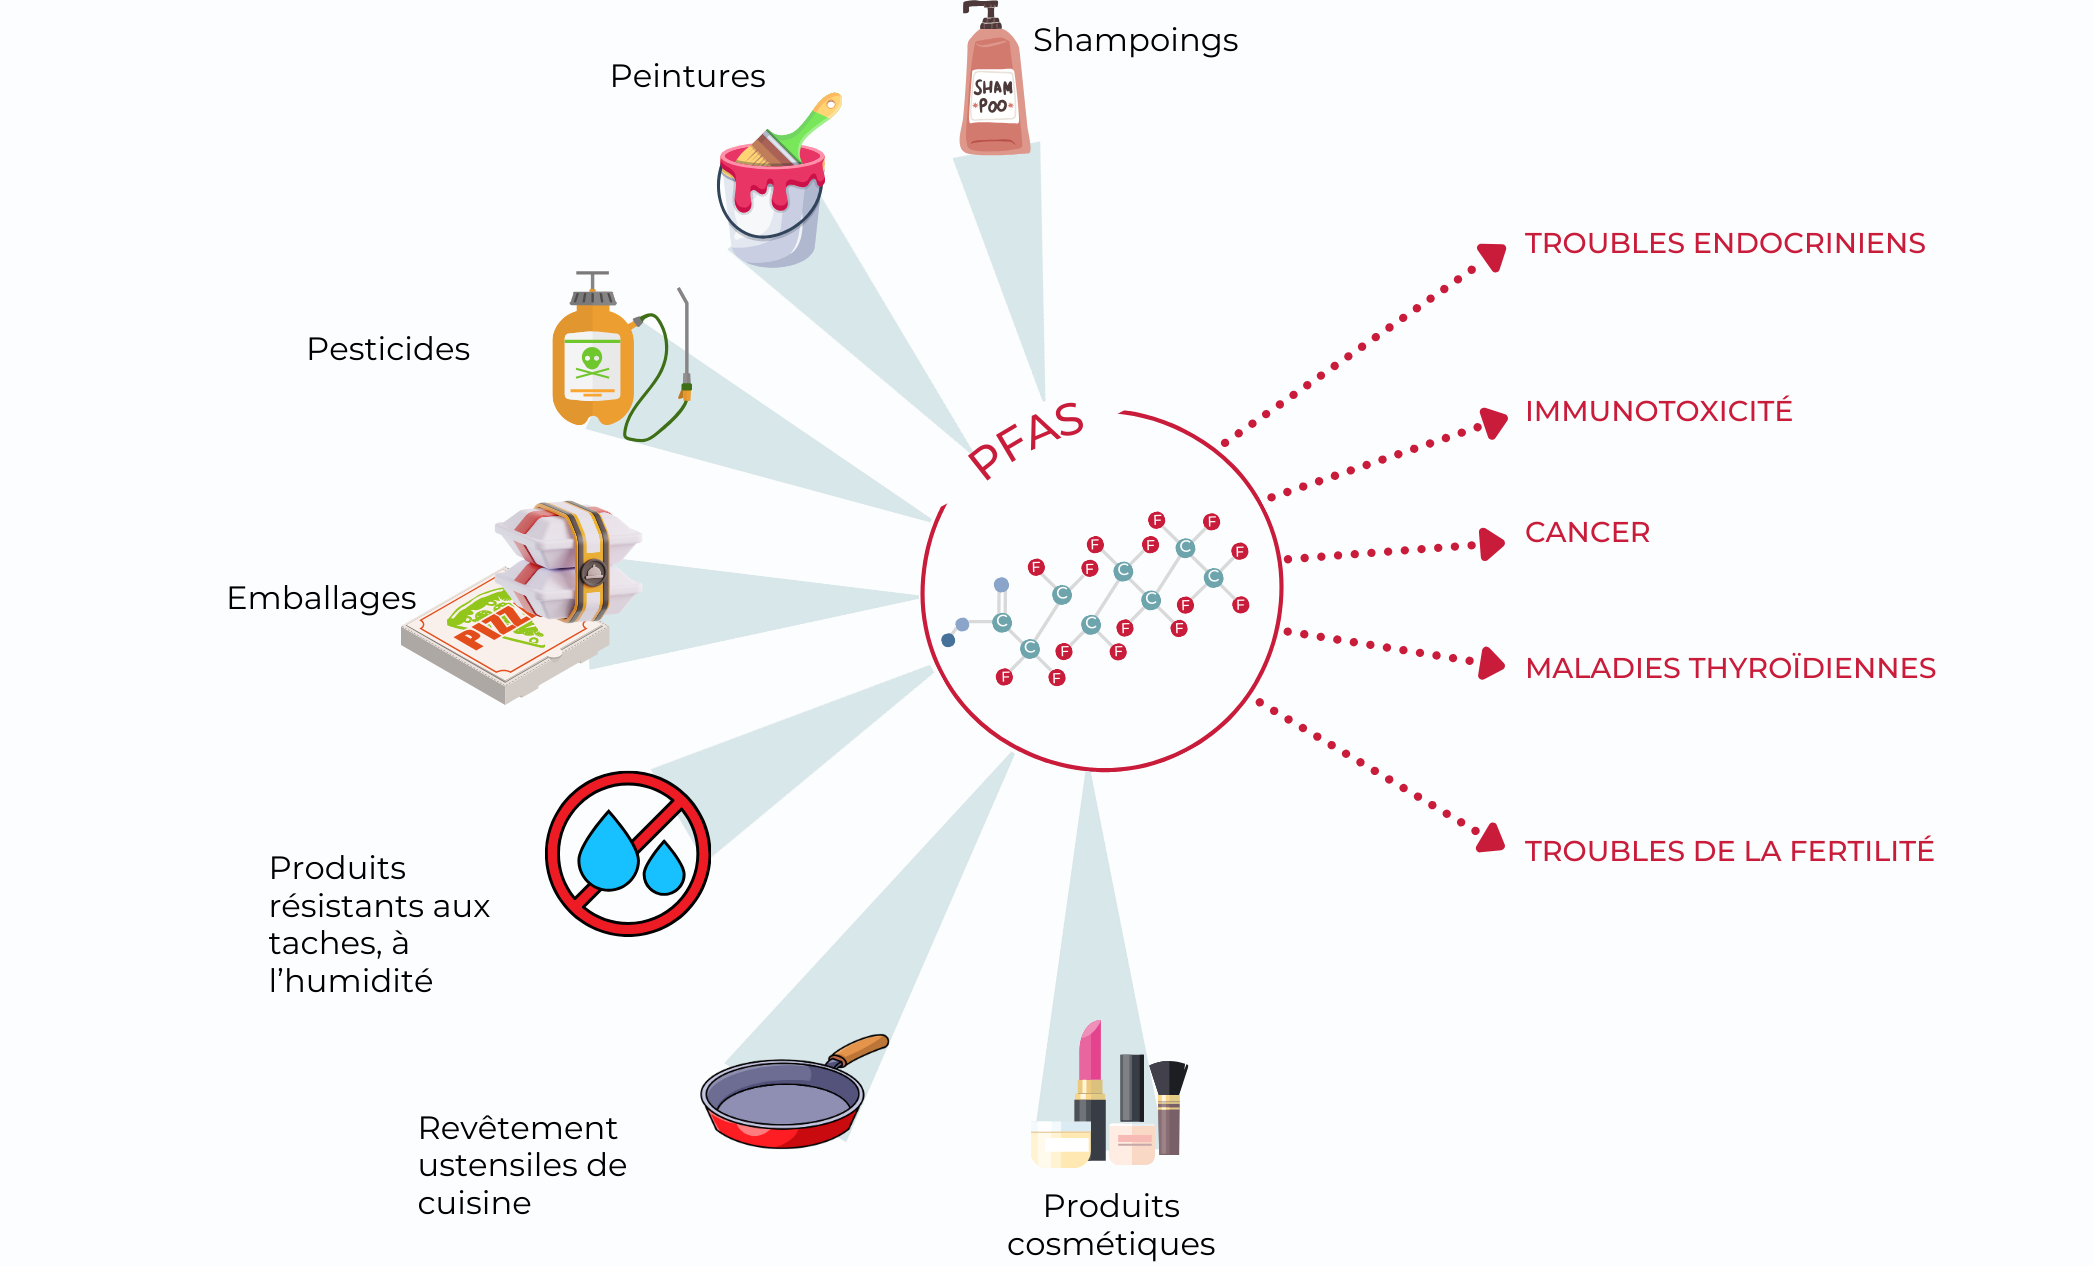 Shampoings
SHAM
POO
Peintures
Pesticides
Emballages
PIZZ
Produits
résistants aux
taches, à
l’humidité
Revêtement
ustensiles de
cuisine
Produits
cosmétiques
PFAS
F F
F F F
F F C
C C
C F F
C C C F F
C F F
F F
TROUBLES ENDOCRINIENS
IMMUNOTOXICITÉ
CANCER
MALADIES THYROÏDIENNES
TROUBLES DE LA FERTILITÉ